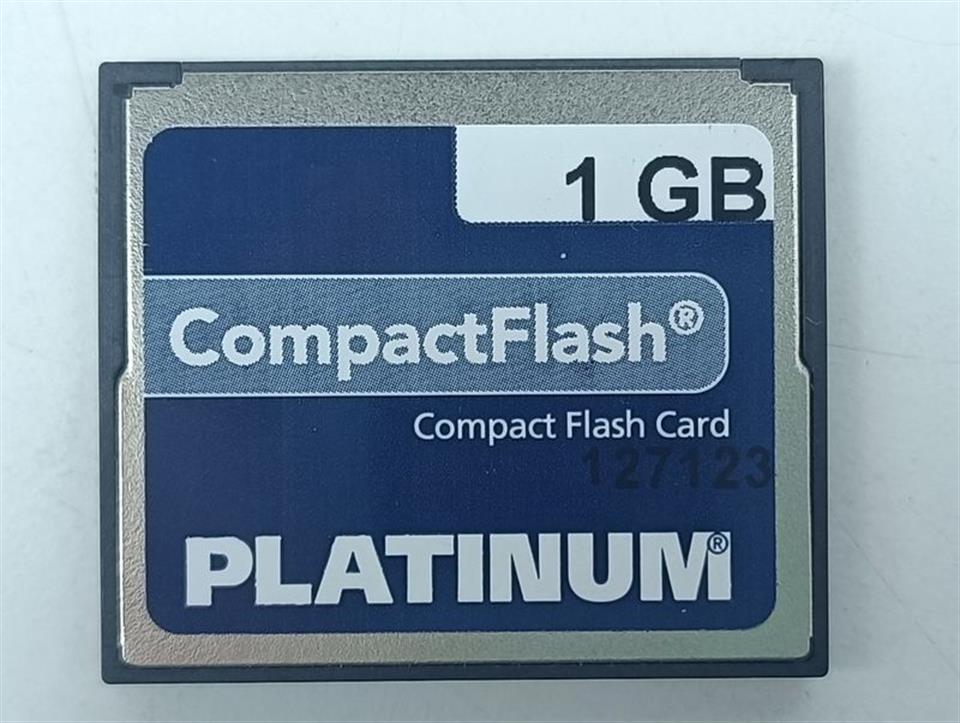 1 GB
CompactFlash®
Compact Flash Card
127123
PLATINUM®